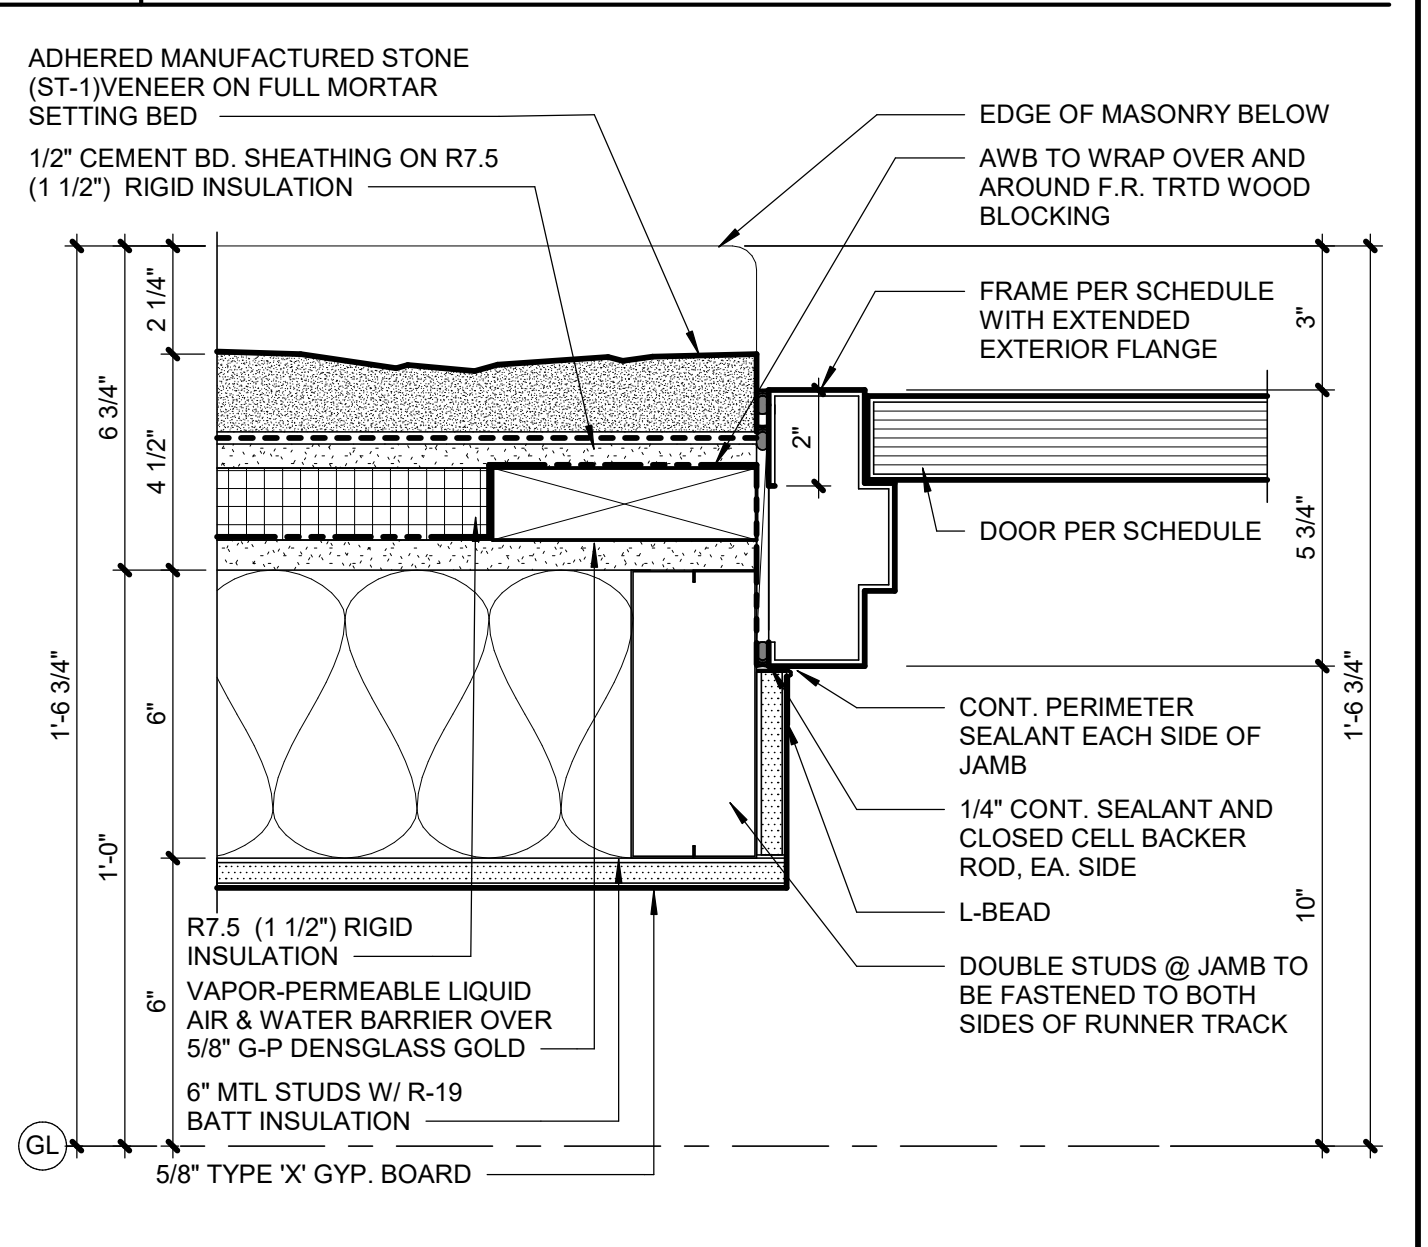 ADHERED MANUFACTURED STONE
(ST-1)VENEER ON FULL MORTAR
SETTING BED
1/2" CEMENT BD. SHEATHING ON R7.5
(1 1/2") RIGID INSULATION
EDGE OF MASONRY BELOW
AWB TO WRAP OVER AND
AROUND F.R. TRTD WOOD
BLOCKING
FRAME PER SCHEDULE
WITH EXTENDED
EXTERIOR FLANGE
DOOR PER SCHEDULE
2 1/4"
6 3/4"
4 1/2"
2"
3"
5 3/4"
1'-6 3/4"
6"
1'-0"
6"
1'-6 3/4"
10"
CONT. PERIMETER
SEALANT EACH SIDE OF
JAMB
1/4" CONT. SEALANT AND
CLOSED CELL BACKER
ROD, EA. SIDE
L-BEAD
DOUBLE STUDS @ JAMB TO
BE FASTENED TO BOTH
SIDES OF RUNNER TRACK
R7.5 (1 1/2") RIGID
INSULATION
VAPOR-PERMEABLE LIQUID
AIR & WATER BARRIER OVER
5/8" G-P DENSGLASS GOLD
6" MTL STUDS W/ R-19
BATT INSULATION
GL
5/8" TYPE 'X' GYP. BOARD